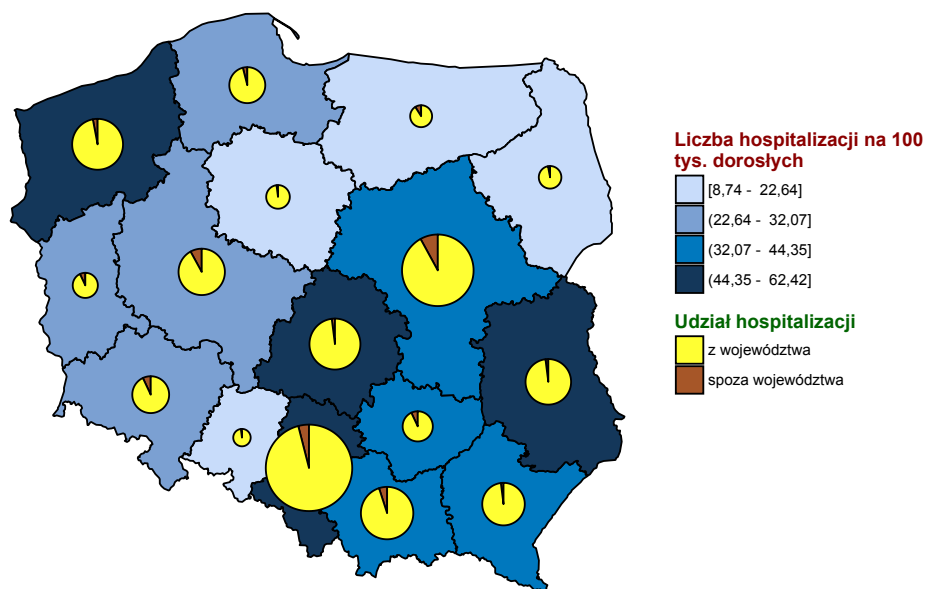 Liczba hospitalizacji na 100
tys. dorosłych
[8,74 - 22,64]
(22,64 - 32,07]
(32,07 - 44,35]
(44,35 - 62,42]
Udział hospitalizacji
z województwa
spoza województwa